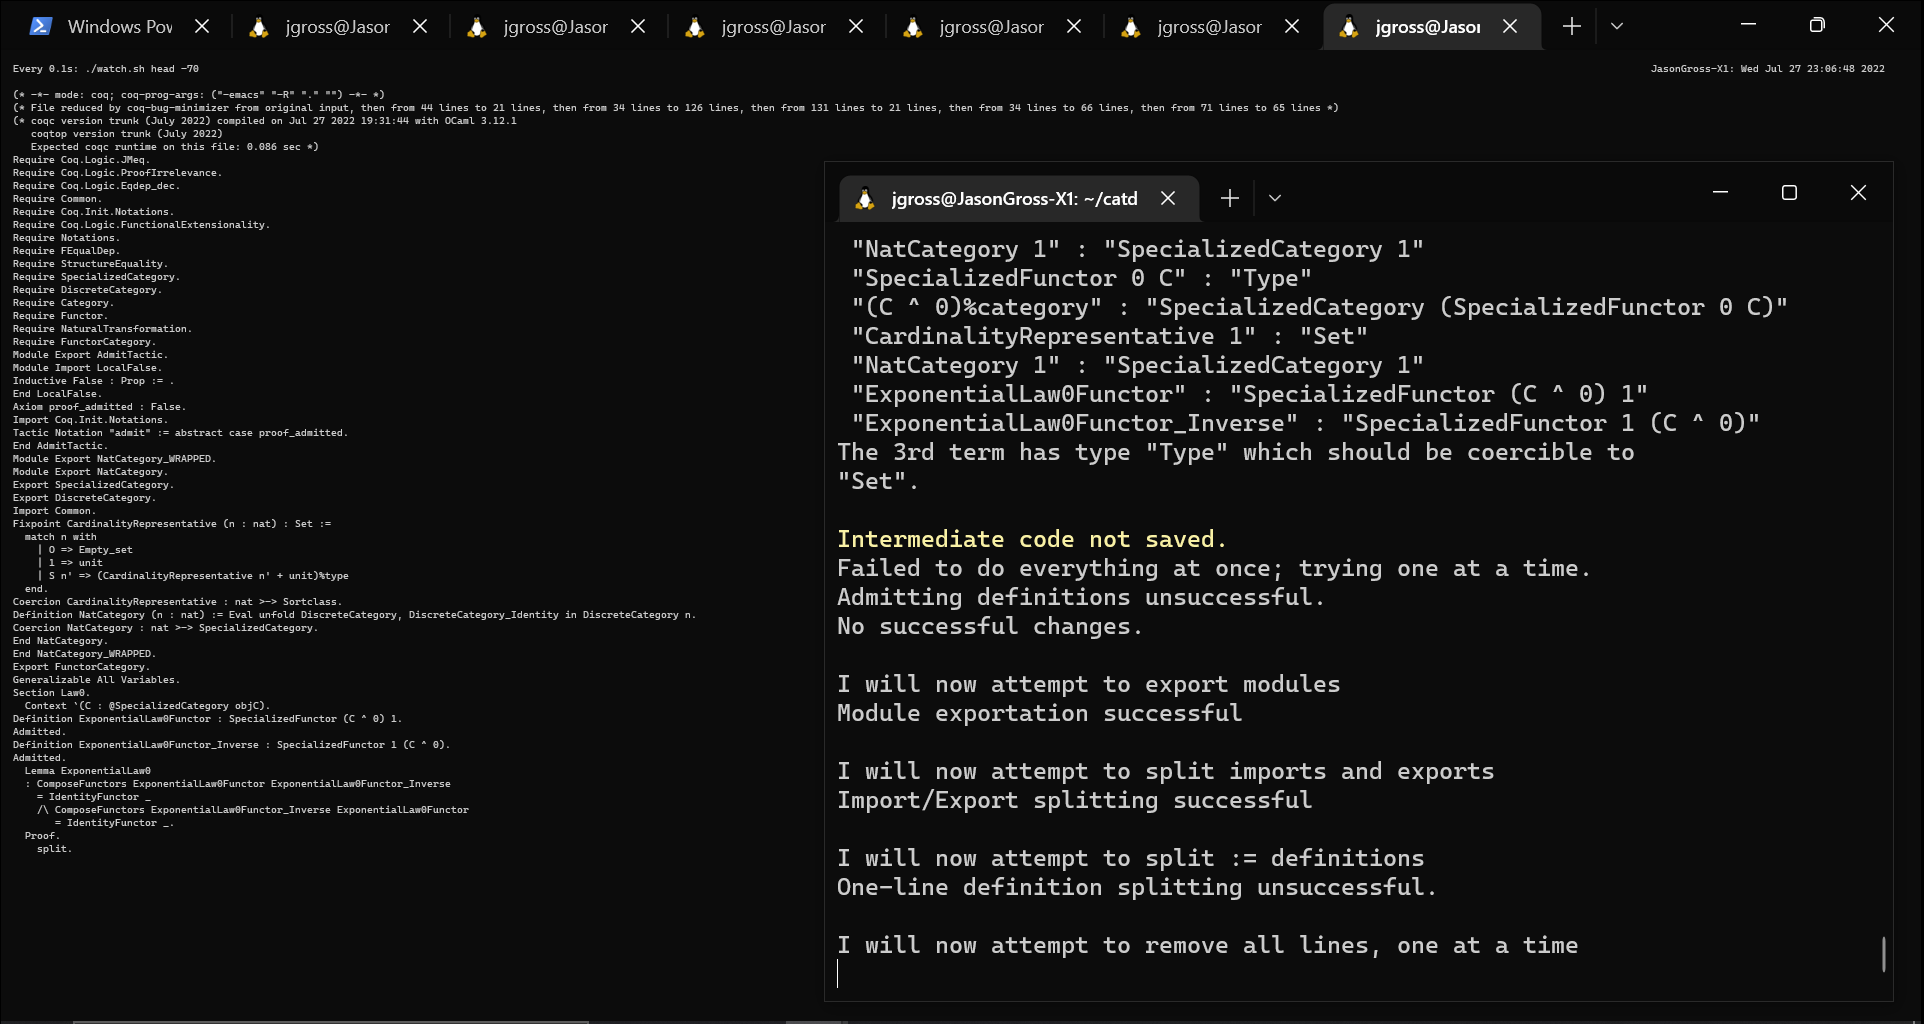 Windows Pov
jgross@Jasor
jgross@Jasor
jgross@Jasor
jgross@Jasor
jgross@Jasor
jgross@Jasor
Every 0.1s: ./watch.sh head -70
JasonGross-X1: Wed Jul 27 23:06:48 2022
(* -*- mode: coq; coq-prog-args: ("-emacs" "-R" "." "") -*- *)
(* File reduced by coq-bug-minimizer from original input, then from 44 lines to 21 lines, then from 34 lines to 126 lines, then from 131 lines to 21 lines, then from 34 lines to 66 lines, then from 71 lines to 65 lines *)
(* coqc version trunk (July 2022) compiled on Jul 27 2022 19:31:44 with OCaml 3.12.1
   coqtop version trunk (July 2022)
   Expected coqc runtime on this file: 0.086 sec *)
Require Coq.Logic.JMeq.
Require Coq.Logic.ProofIrrelevance.
Require Coq.Logic.Eqdep_dec.
Require Common.
Require Coq.Init.Notations.
Require Coq.Logic.FunctionalExtensionality.
Require Notations.
Require FEqualDep.
Require StructureEquality.
Require SpecializedCategory.
Require DiscreteCategory.
Require Category.
Require Functor.
Require NaturalTransformation.
Require FunctorCategory.
Module Export AdmitTactic.
Module Import LocalFalse.
Inductive False : Prop := .
End LocalFalse.
Axiom proof_admitted : False.
Import Coq.Init.Notations.
Tactic Notation "admit" := abstract case proof_admitted.
End AdmitTactic.
Module Export NatCategory_WRAPPED.
Module Export NatCategory.
Export SpecializedCategory.
Export DiscreteCategory.
Import Common.
Fixpoint CardinalityRepresentative (n : nat) : Set :=
  match n with
    | O => Empty_set
    | 1 => unit
    | S n' => (CardinalityRepresentative n' + unit)%type
  end.
Coercion CardinalityRepresentative : nat >-> Sortclass.
Definition NatCategory (n : nat) := Eval unfold DiscreteCategory, DiscreteCategory_Identity in DiscreteCategory n.
Coercion NatCategory : nat >-> SpecializedCategory.
End NatCategory.
End NatCategory_WRAPPED.
Export FunctorCategory.
Generalizable All Variables.
Section Law0.
  Context `(C : @SpecializedCategory objC).
Definition ExponentialLaw0Functor : SpecializedFunctor (C ^ 0) 1.
Admitted.
Definition ExponentialLaw0Functor_Inverse : SpecializedFunctor 1 (C ^ 0).
Admitted.
  Lemma ExponentialLaw0
  : ComposeFunctors ExponentialLaw0Functor ExponentialLaw0Functor_Inverse
    = IdentityFunctor _
    /\ ComposeFunctors ExponentialLaw0Functor_Inverse ExponentialLaw0Functor
       = IdentityFunctor _.
  Proof.
    split.
jgross@JasonGross-X1: ~/catd
"NatCategory 1" : "SpecializedCategory 1"
"SpecializedFunctor 0 C" : "Type"
"(C ^ 0)%category" : "SpecializedCategory (SpecializedFunctor 0 C)"
"CardinalityRepresentative 1" : "Set"
"NatCategory 1" : "SpecializedCategory 1"
"ExponentialLaw0Functor" : "SpecializedFunctor (C ^ 0) 1"
"ExponentialLaw0Functor_Inverse" : "SpecializedFunctor 1 (C ^ 0)"
The 3rd term has type "Type" which should be coercible to
"Set".
Intermediate code not saved.
Failed to do everything at once; trying one at a time.
Admitting definitions unsuccessful.
No successful changes.
I will now attempt to export modules
Module exportation successful
I will now attempt to split imports and exports
Import/Export splitting successful
I will now attempt to split := definitions
One-line definition splitting unsuccessful.
I will now attempt to remove all lines, one at a time